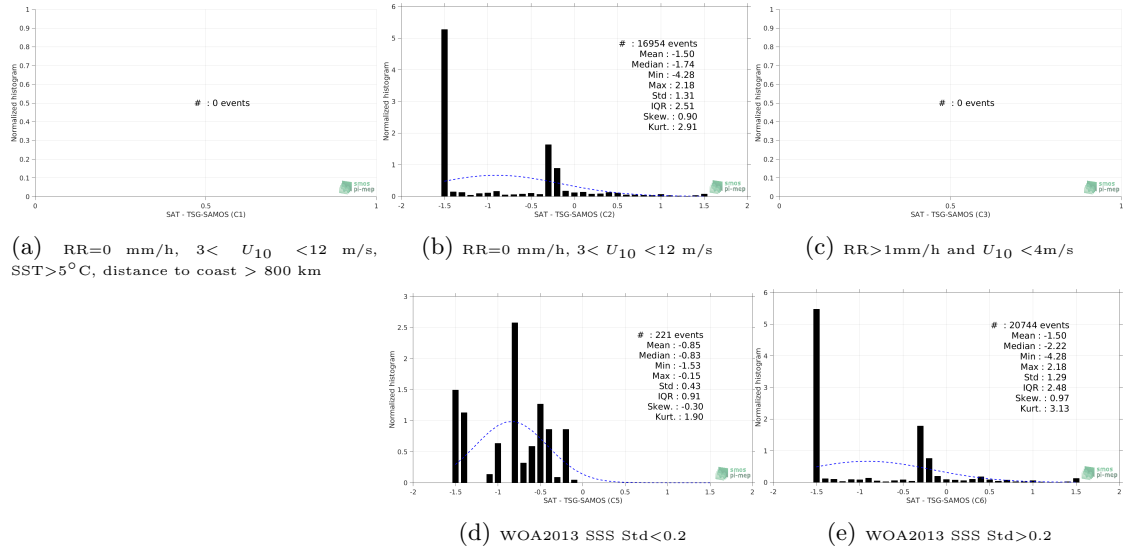 1
0.9
0.8
0.7
0.6
0.5
0.4
0.3
0.2
0.1
0
Normalized histogram
# : 0 events
smos
pi-mep
0 0.5 1
SAT - TSG-SAMOS (C1)
(a) RR=0 mm/h, 3< U10 <12 m/s,
SST>5°C, distance to coast > 800 km
6
5
4
3
2
1
0
Normalized histogram
# : 16954 events
Mean : -1.50
Median : -1.74
Min : -4.28
Max : 2.18
Std : 1.31
IQR : 2.51
Skew. : 0.90
Kurt. : 2.91
smos
pi-mep
-2 -1.5 -1 -0.5 0 0.5 1 1.5 2
SAT - TSG-SAMOS (C2)
(b) RR=0 mm/h, 3< U10 <12 m/s
1
0.9
0.8
0.7
0.6
0.5
0.4
0.3
0.2
0.1
0
Normalized histogram
# : 0 events
smos
pi-mep
0 0.5 1
SAT - TSG-SAMOS (C3)
(c) RR>1mm/h and U10 <4m/s
3
2.5
2
1.5
1
0.5
0
Normalized histogram
# : 221 events
Mean : -0.85
Median : -0.83
Min : -1.53
Max : -0.15
Std : 0.43
IQR : 0.91
Skew. : -0.30
Kurt. : 1.90
smos
pi-mep
-2 -1.5 -1 -0.5 0 0.5 1 1.5 2
SAT - TSG-SAMOS (C5)
(d) WOA2013 SSS Std<0.2
6
5
4
3
2
1
0
Normalized histogram
# : 20744 events
Mean : -1.50
Median : -2.22
Min : -4.28
Max : 2.18
Std : 1.29
IQR : 2.48
Skew. : 0.97
Kurt. : 3.13
smos
pi-mep
-2 -1.5 -1 -0.5 0 0.5 1 1.5 2
SAT - TSG-SAMOS (C6)
(e) WOA2013 SSS Std>0.2